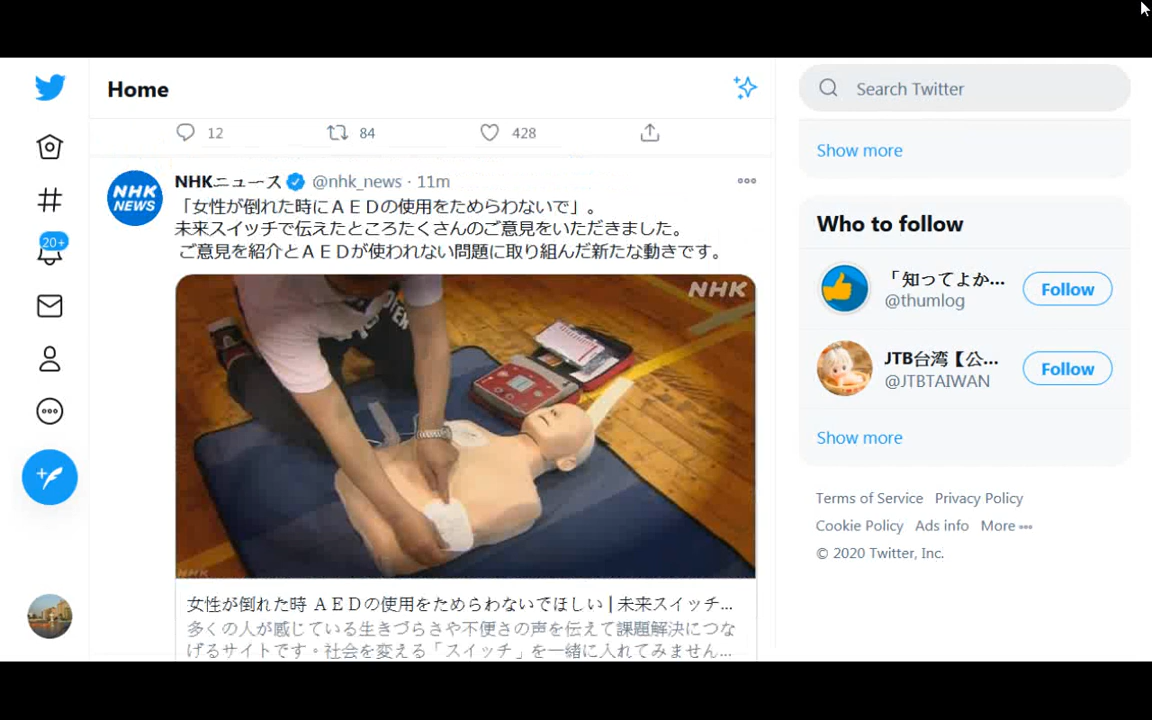 Home
Search Twitter
12 84 428
Show more
NHKニュース @nhk_news · 11m
「女性が倒れた時にＡＥＤの使用をためらわないで」。
未来スイッチで伝えたところたくさんのご意見をいただきました。
ご意見を紹介とＡＥＤが使われない問題に取り組んだ新たな動きです。
NHK
NEWS
20+
NHK
NHK
女性が倒れた時 ＡＥＤの使用をためらわないでほしい | 未来スイッチ...
多くの人が感じている生きづらさや不便さの声を伝えて課題解決につな
げるサイトです。社会を変える「スイッチ」を一緒に入れてみません...
Who to follow
「知ってよか...
@thumlog
Follow
JTB台湾【公...
@JTBTAIWAN
Follow
Show more
Terms of Service Privacy Policy
Cookie Policy Ads info More
© 2020 Twitter, Inc.